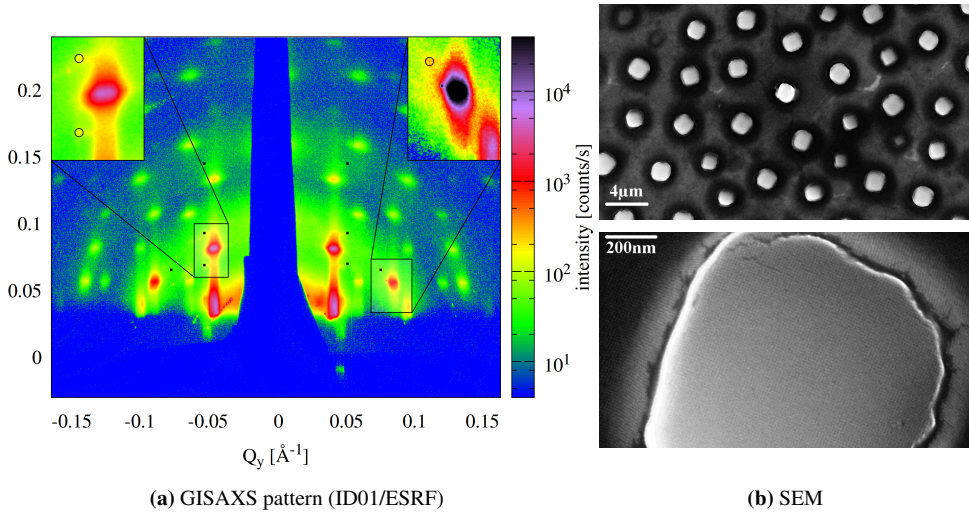 0.2
0.15
0.1
0.05
0
-0.15 -0.1 -0.05 0 0.05 0.1 0.15
Q_y [Å⁻¹]
10⁴
10³
10²
10¹
intensity [counts/s]
4μm
200nm
(a) GISAXS pattern (ID01/ESRF)
(b) SEM